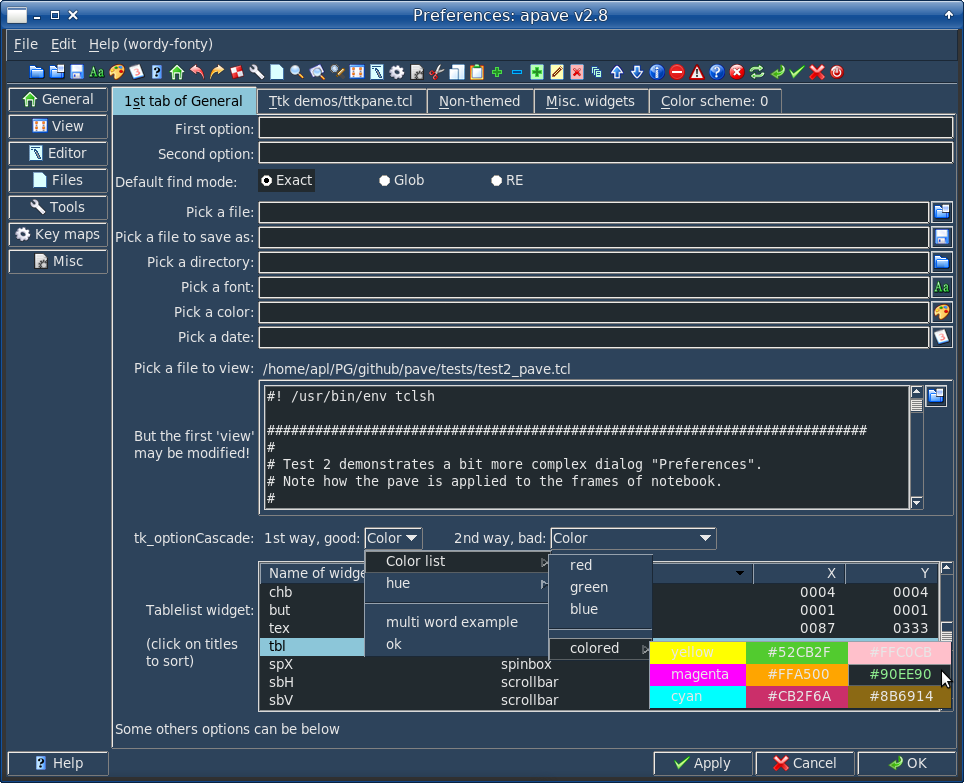 Preferences: apave v2.8
File Edit Help (wordy-fonty)
General
View
Editor
Files
Tools
Key maps
Misc
1st tab of General Ttk demos/ttkpane.tcl Non-themed Misc. widgets Color scheme: 0
First option:
Second option:
Default find mode: Exact Glob RE
Pick a file:
Pick a file to save as:
Pick a directory:
Pick a font: Aa
Pick a color:
Pick a date:
Pick a file to view: /home/apl/PG/github/pave/tests/test2_pave.tcl
But the first 'view'
may be modified!
#! /usr/bin/env tclsh
###########################################################################
#
# Test 2 demonstrates a bit more complex dialog "Preferences".
# Note how the pave is applied to the frames of notebook.
#
tk_optionCascade: 1st way, good: Color 2nd way, bad: Color
Color list
hue
multi word example
ok
red
green
blue
colored
yellow #52CB2F #FFC0CB
magenta #FFA500 #90EE90
cyan #CB2F6A #8B6914
Tablelist widget:
(click on titles
to sort)
Name of widge X Y
chb 0004 0004
but 0001 0001
tex 0087 0333
tbl
spX spinbox
sbH scrollbar
sbV scrollbar
Some others options can be below
Help Apply Cancel OK